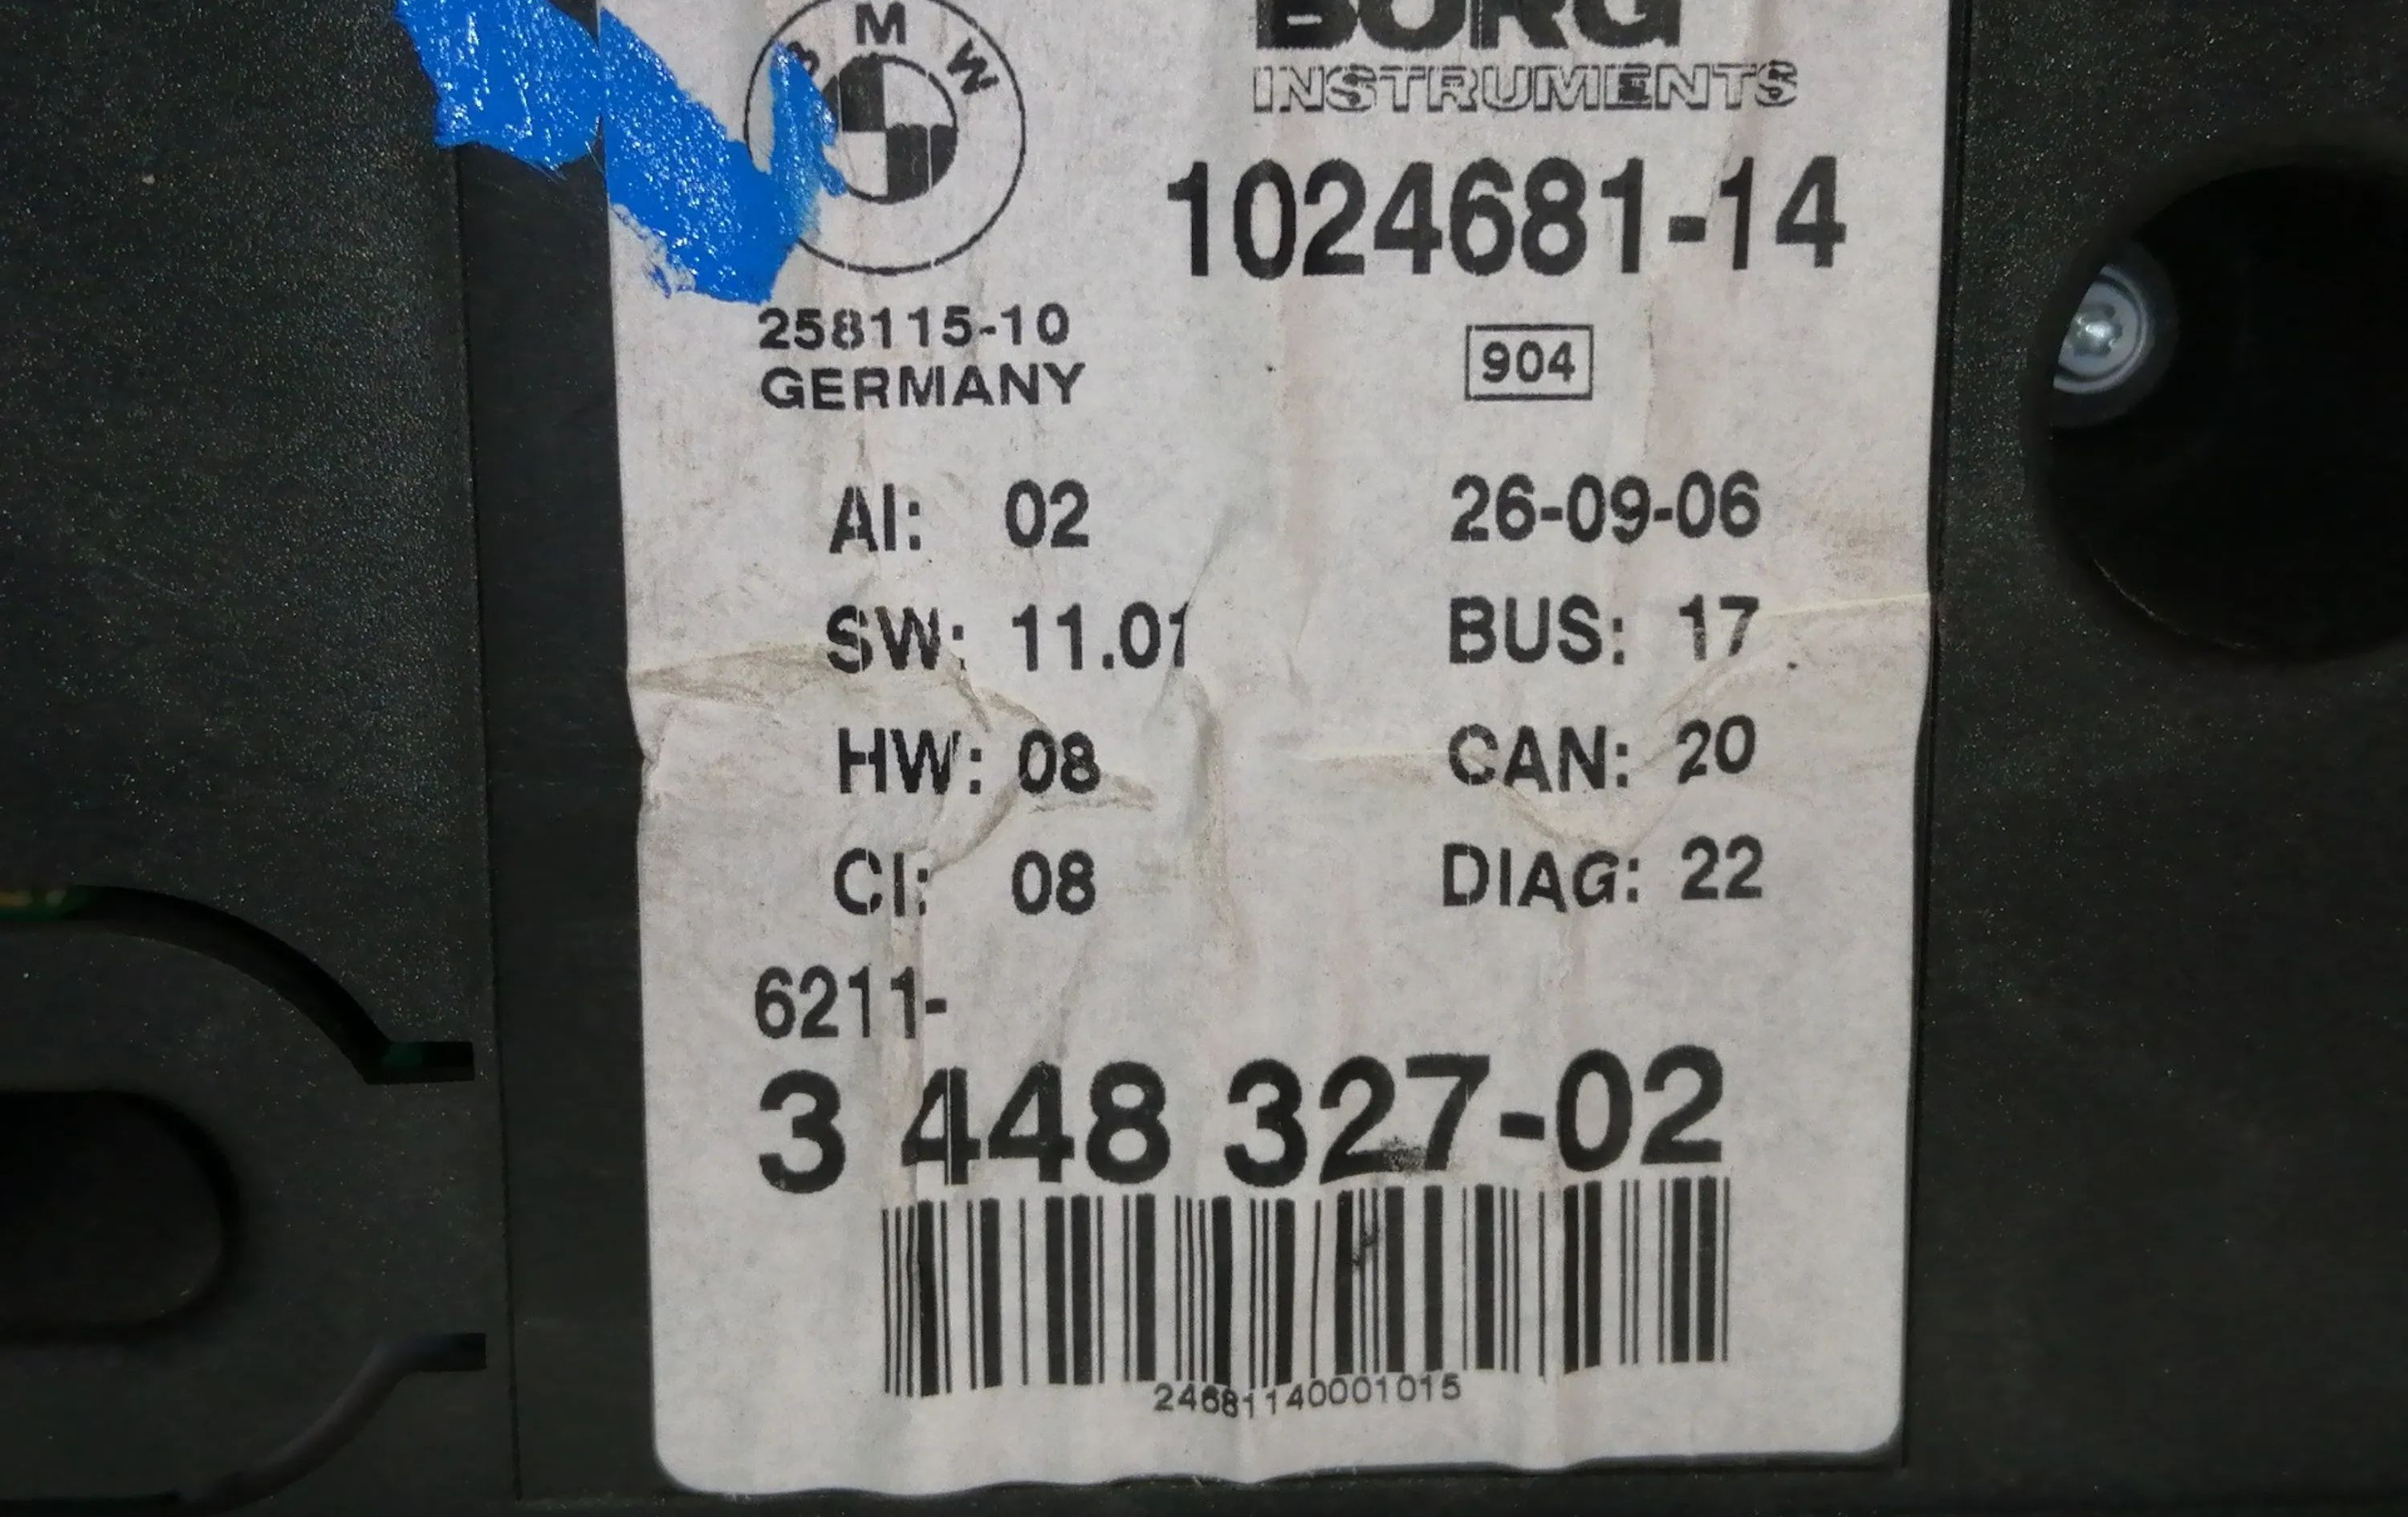 BMW
BORG
INSTRUMENTS
1024681-14
258115-10
GERMANY
904
AI: 02 26-09-06
SW: 11.01 BUS: 17
HW: 08 CAN: 20
CI: 08 DIAG: 22
6211-
3 448 327-02
24681140001015